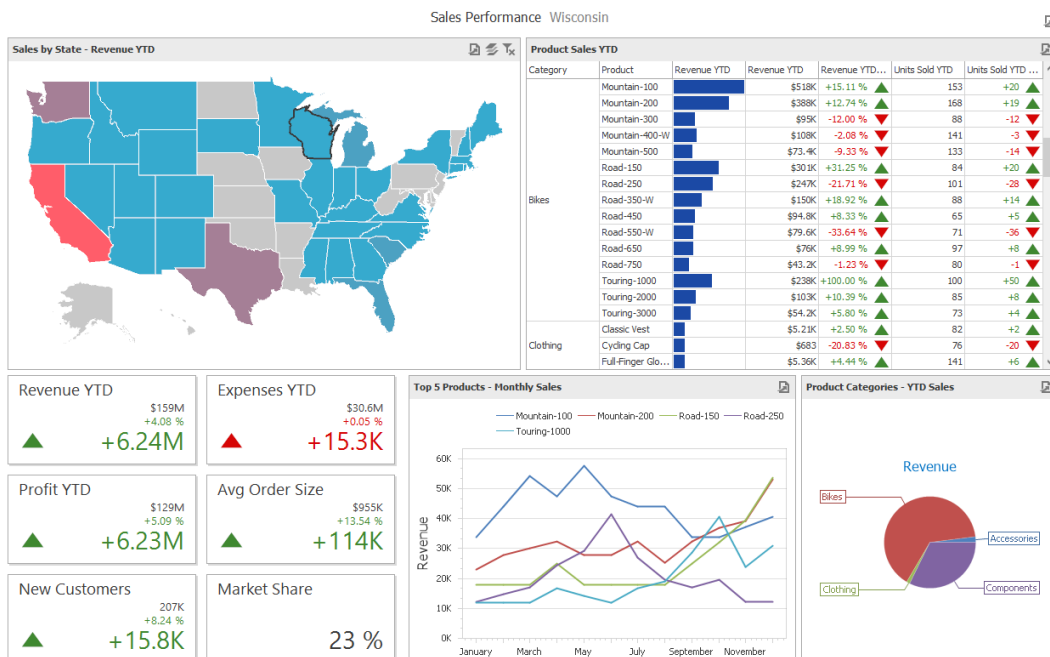 Sales Performance Wisconsin
Sales by State - Revenue YTD
Product Sales YTD
Category Product Revenue YTD Revenue YTD Revenue YTD... Units Sold YTD Units Sold YTD ...
Bikes
Mountain-100 $518K +15.11 % 153 +20
Mountain-200 $388K +12.74 % 168 +19
Mountain-300 $95K -12.00 % 88 -12
Mountain-400-W $108K -2.08 % 141 -3
Mountain-500 $73.4K -9.33 % 133 -14
Road-150 $301K +31.25 % 84 +20
Road-250 $247K -21.71 % 101 -28
Road-350-W $150K +18.92 % 88 +14
Road-450 $94.8K +8.33 % 65 +5
Road-550-W $79.6K -33.64 % 71 -36
Road-650 $76K +8.99 % 97 +8
Road-750 $43.2K -1.23 % 80 -1
Touring-1000 $238K +100.00 % 100 +50
Touring-2000 $103K +10.39 % 85 +8
Touring-3000 $54.2K +5.80 % 73 +4
Clothing
Classic Vest $5.21K +2.50 % 82 +2
Cycling Cap $683 -20.83 % 76 -20
Full-Finger Glo... $5.36K +4.44 % 141 +6
Revenue YTD
$159M
+4.08 %
+6.24M
Expenses YTD
$30.6M
+0.05 %
+15.3K
Profit YTD
$129M
+5.09 %
+6.23M
Avg Order Size
$955K
+13.54 %
+114K
New Customers
207K
+8.24 %
+15.8K
Market Share
23 %
Top 5 Products - Monthly Sales
Mountain-100 Mountain-200 Road-150 Road-250
Touring-1000
Revenue
60K
50K
40K
30K
20K
10K
0K
January March May July September November
Product Categories - YTD Sales
Revenue
Bikes
Accessories
Components
Clothing